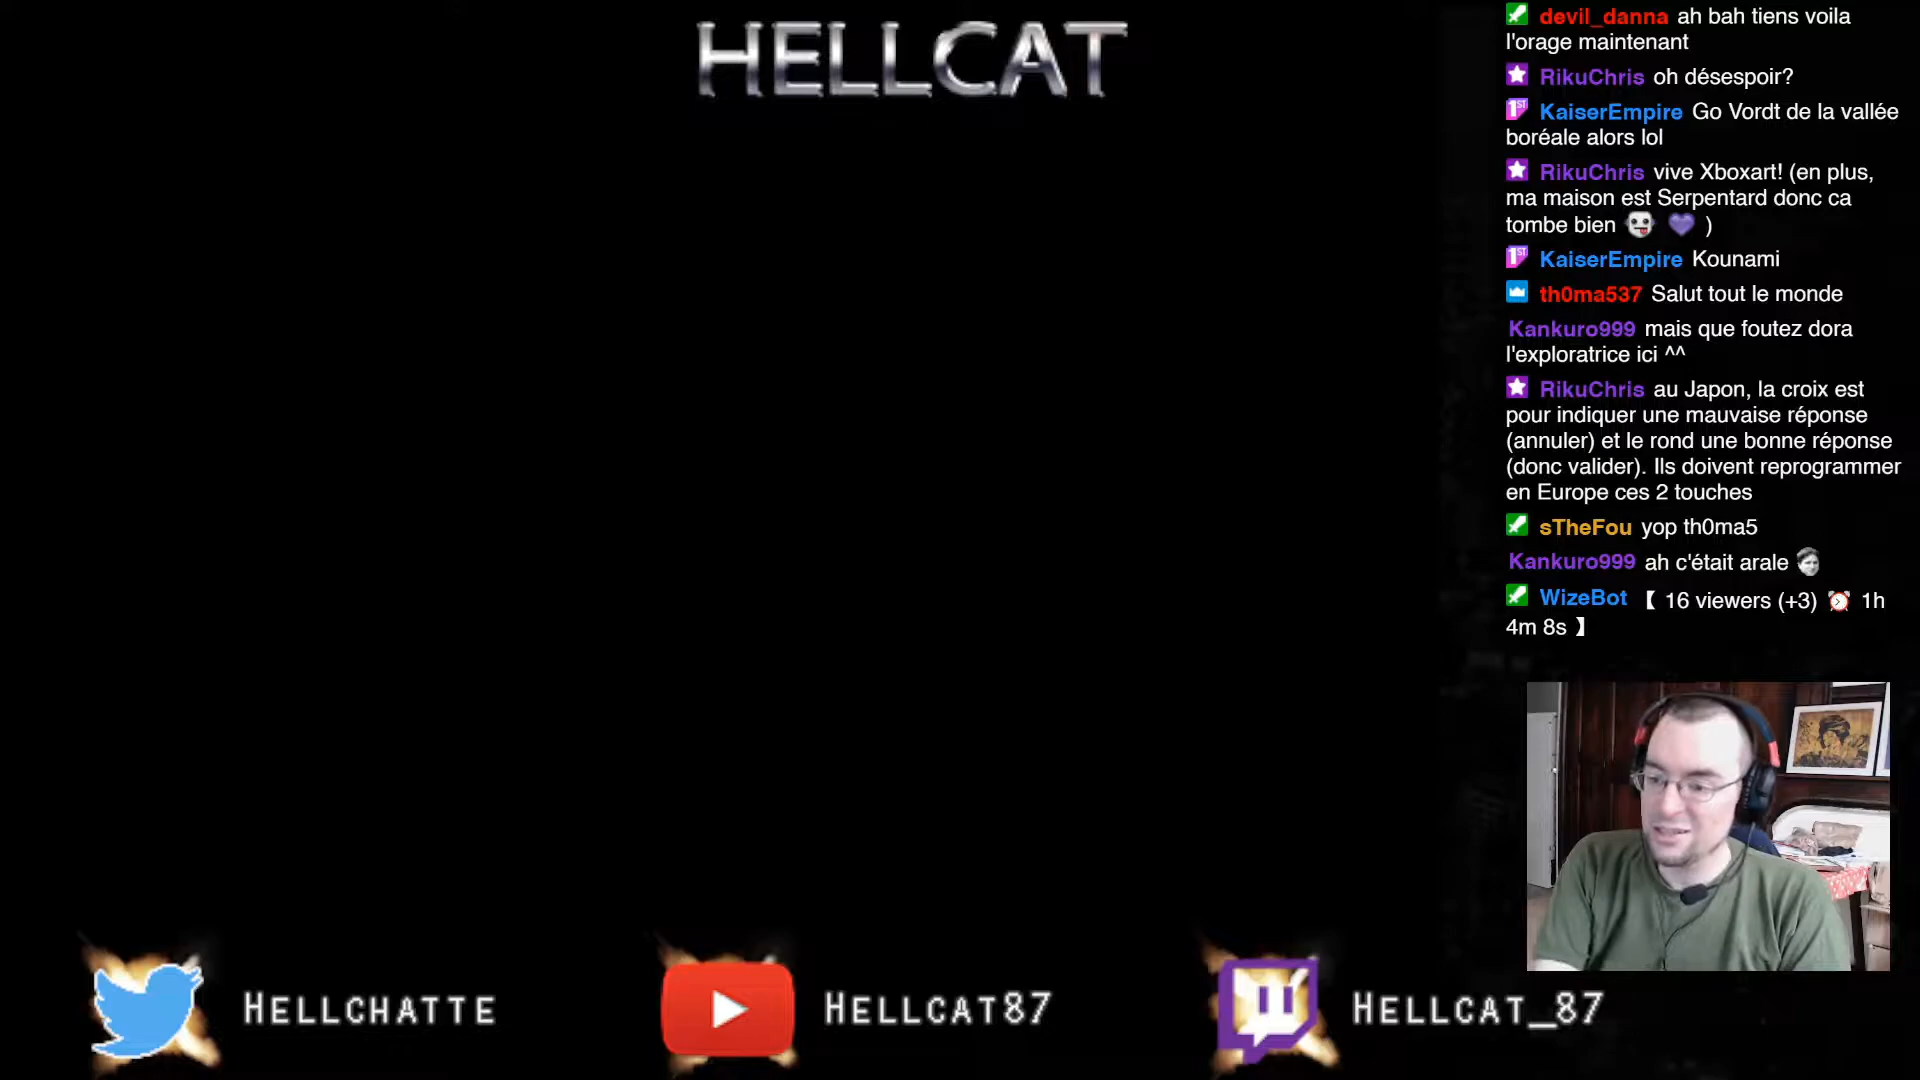 HELLCAT
devil_danna ah bah tiens voila
l'orage maintenant
RikuChris oh désespoir?
1ST KaiserEmpire Go Vordt de la vallée
boréale alors lol
RikuChris vive Xboxart! (en plus,
ma maison est Serpentard donc ca
tombe bien 👻 💜 )
1ST KaiserEmpire Kounami
th0ma537 Salut tout le monde
Kankuro999 mais que foutez dora
l'exploratrice ici ^^
RikuChris au Japon, la croix est
pour indiquer une mauvaise réponse
(annuler) et le rond une bonne réponse
(donc valider). Ils doivent reprogrammer
en Europe ces 2 touches
sTheFou yop th0ma5
Kankuro999 ah c'était arale
WizeBot 【 16 viewers (+3) ⏰ 1h
4m 8s 】
HELLCHATTE
HELLCAT87
HELLCAT_87